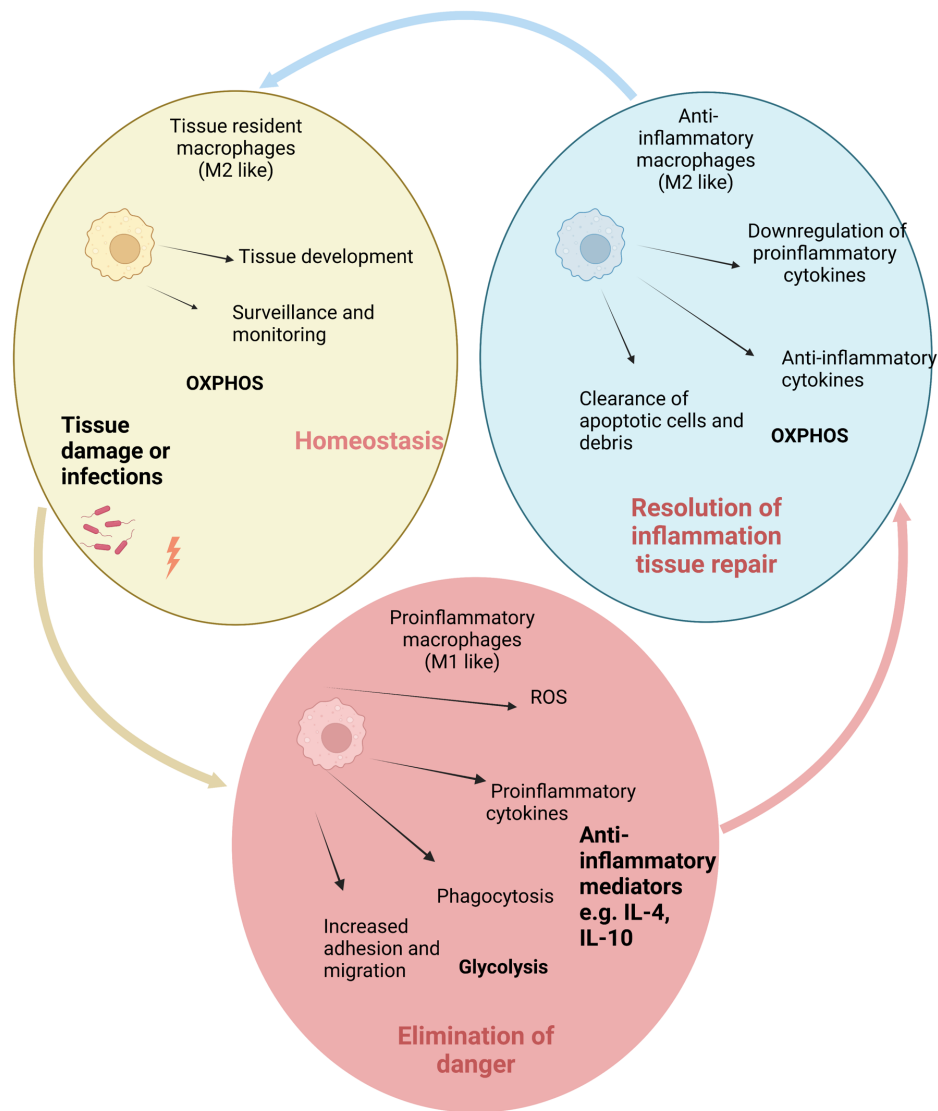 Tissue resident
macrophages
(M2 like)
Tissue development
Surveillance and
monitoring
OXPHOS
Tissue
damage or
infections
Homeostasis
Anti-
inflammatory
macrophages
(M2 like)
Downregulation of
proinflammatory
cytokines
Anti-inflammatory
cytokines
Clearance of
apoptotic cells and
debris
OXPHOS
Resolution of
inflammation
tissue repair
Proinflammatory
macrophages
(M1 like)
ROS
Proinflammatory
cytokines
Anti-
inflammatory
mediators
e.g. IL-4,
IL-10
Phagocytosis
Increased
adhesion and
migration
Glycolysis
Elimination of
danger